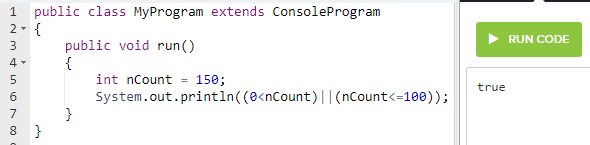 1 public class MyProgram extends ConsoleProgram
2 {
3 public void run()
4 {
5 int nCount = 150;
6 System.out.println((0<nCount)||(nCount<=100));
7 }
8 }
RUN CODE
true